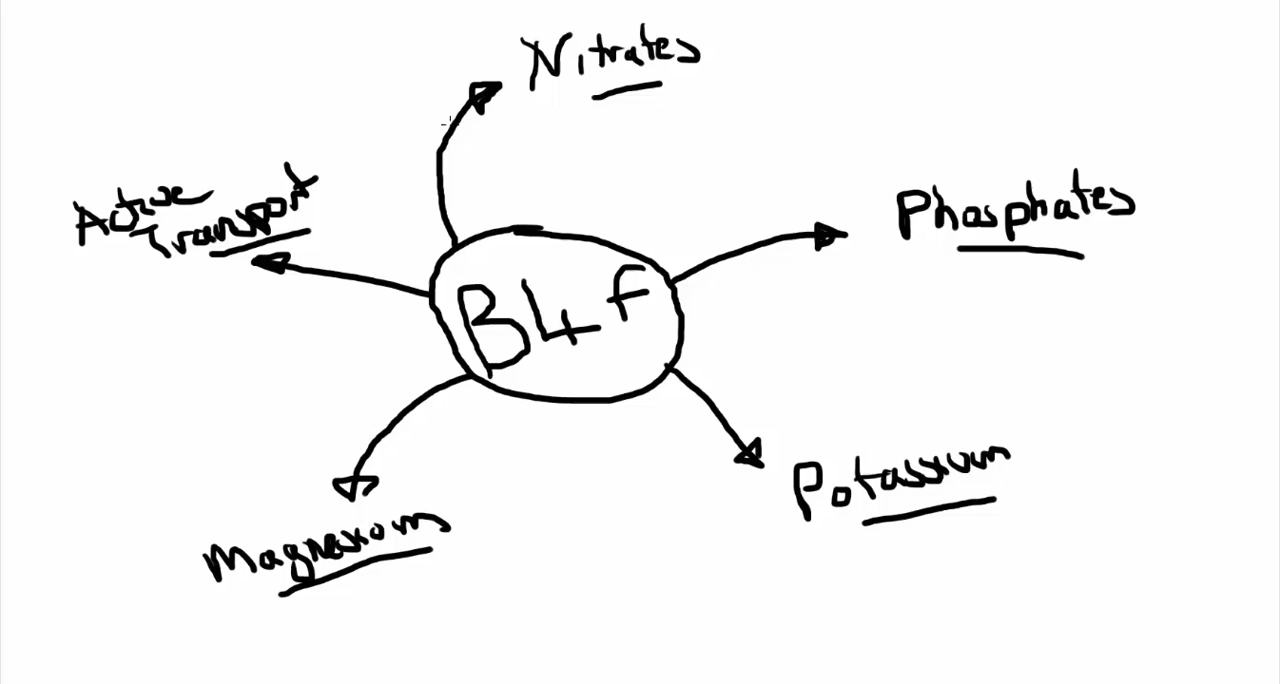 Nitrates
Phosphates
Active
Transport
B4f
Potassium
Magnesium